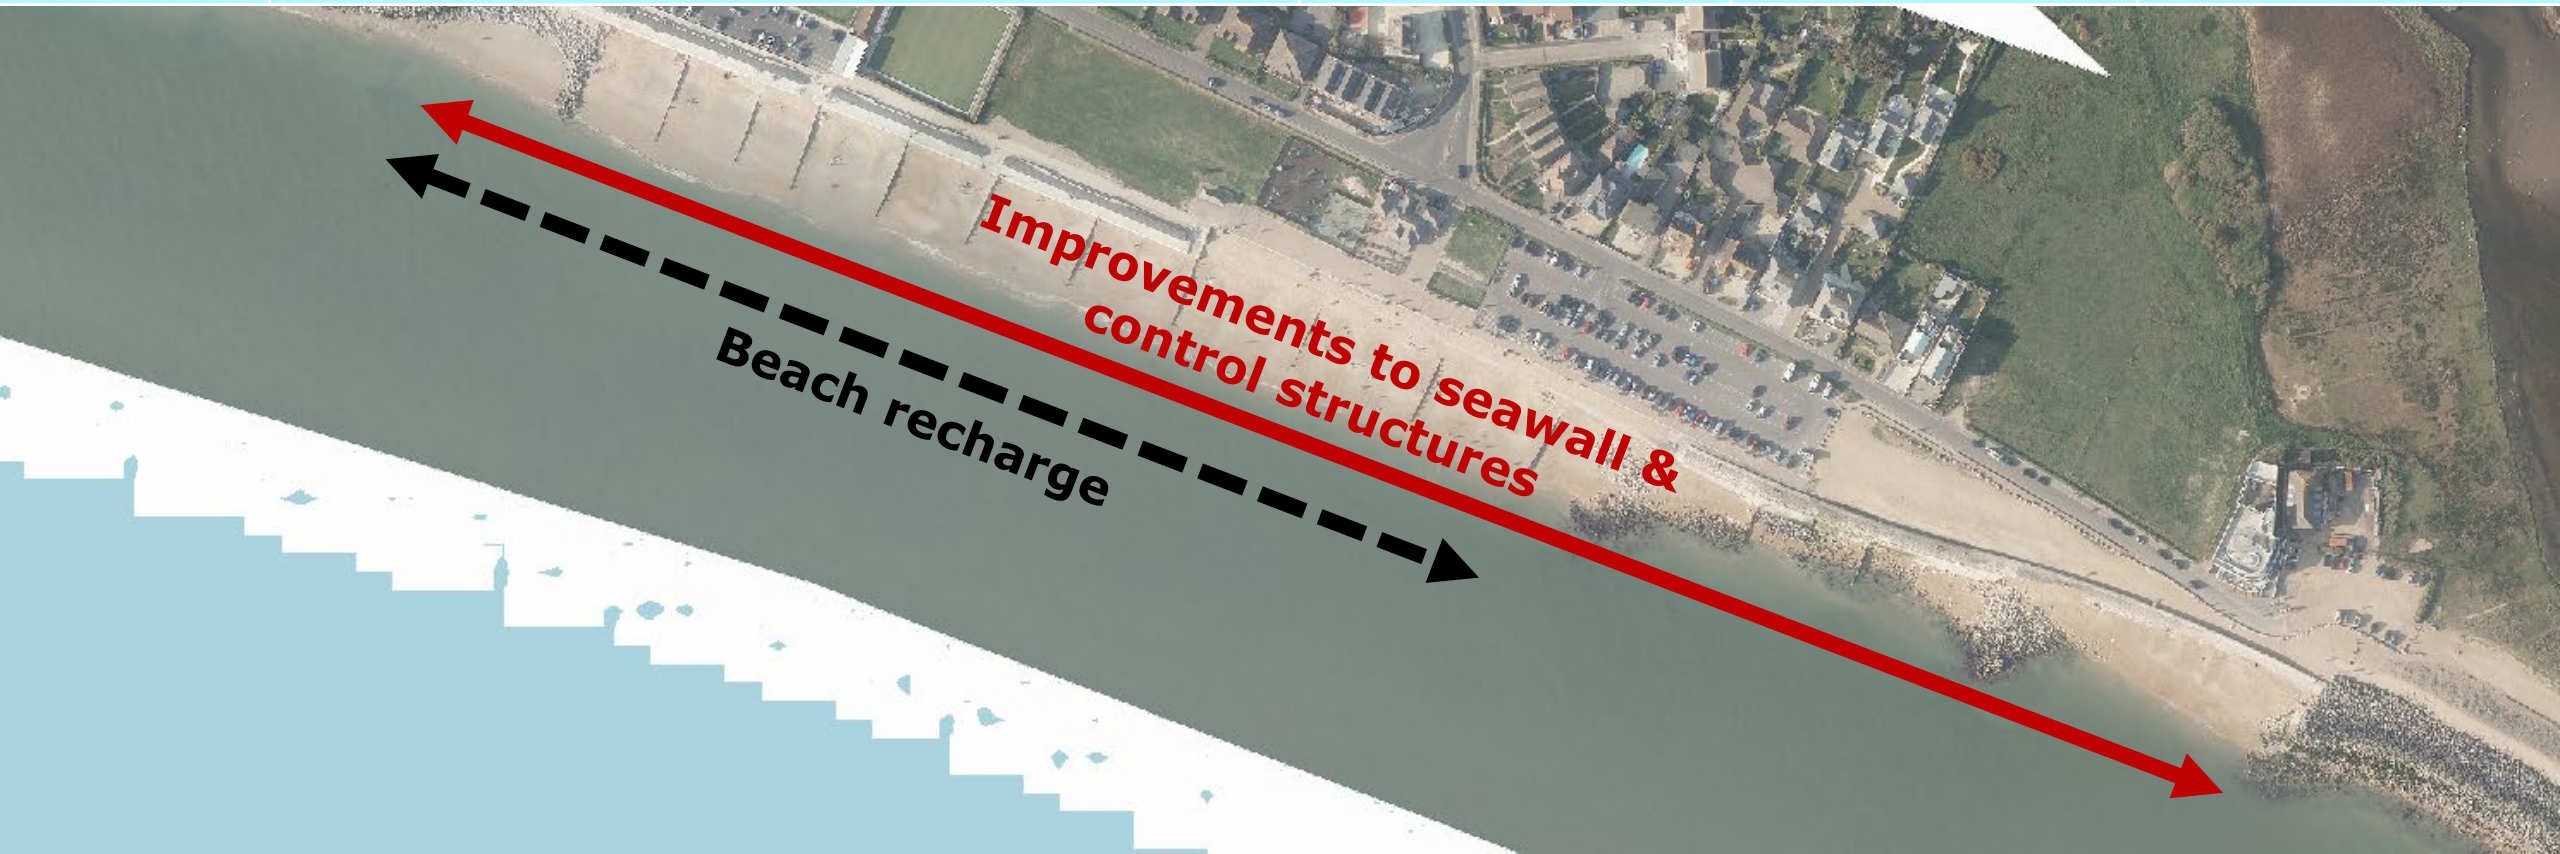 Improvements to seawall &
control structures
Beach recharge